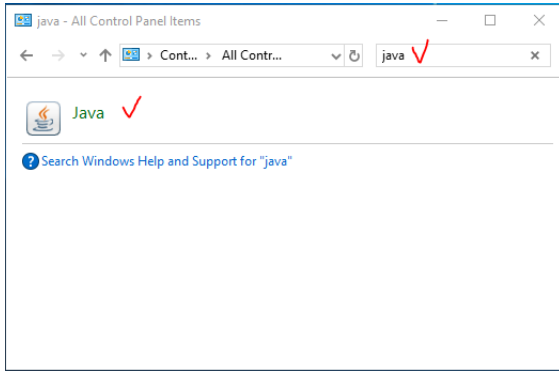 java - All Control Panel Items
Cont... > All Contr...
java
Java
Search Windows Help and Support for "java"